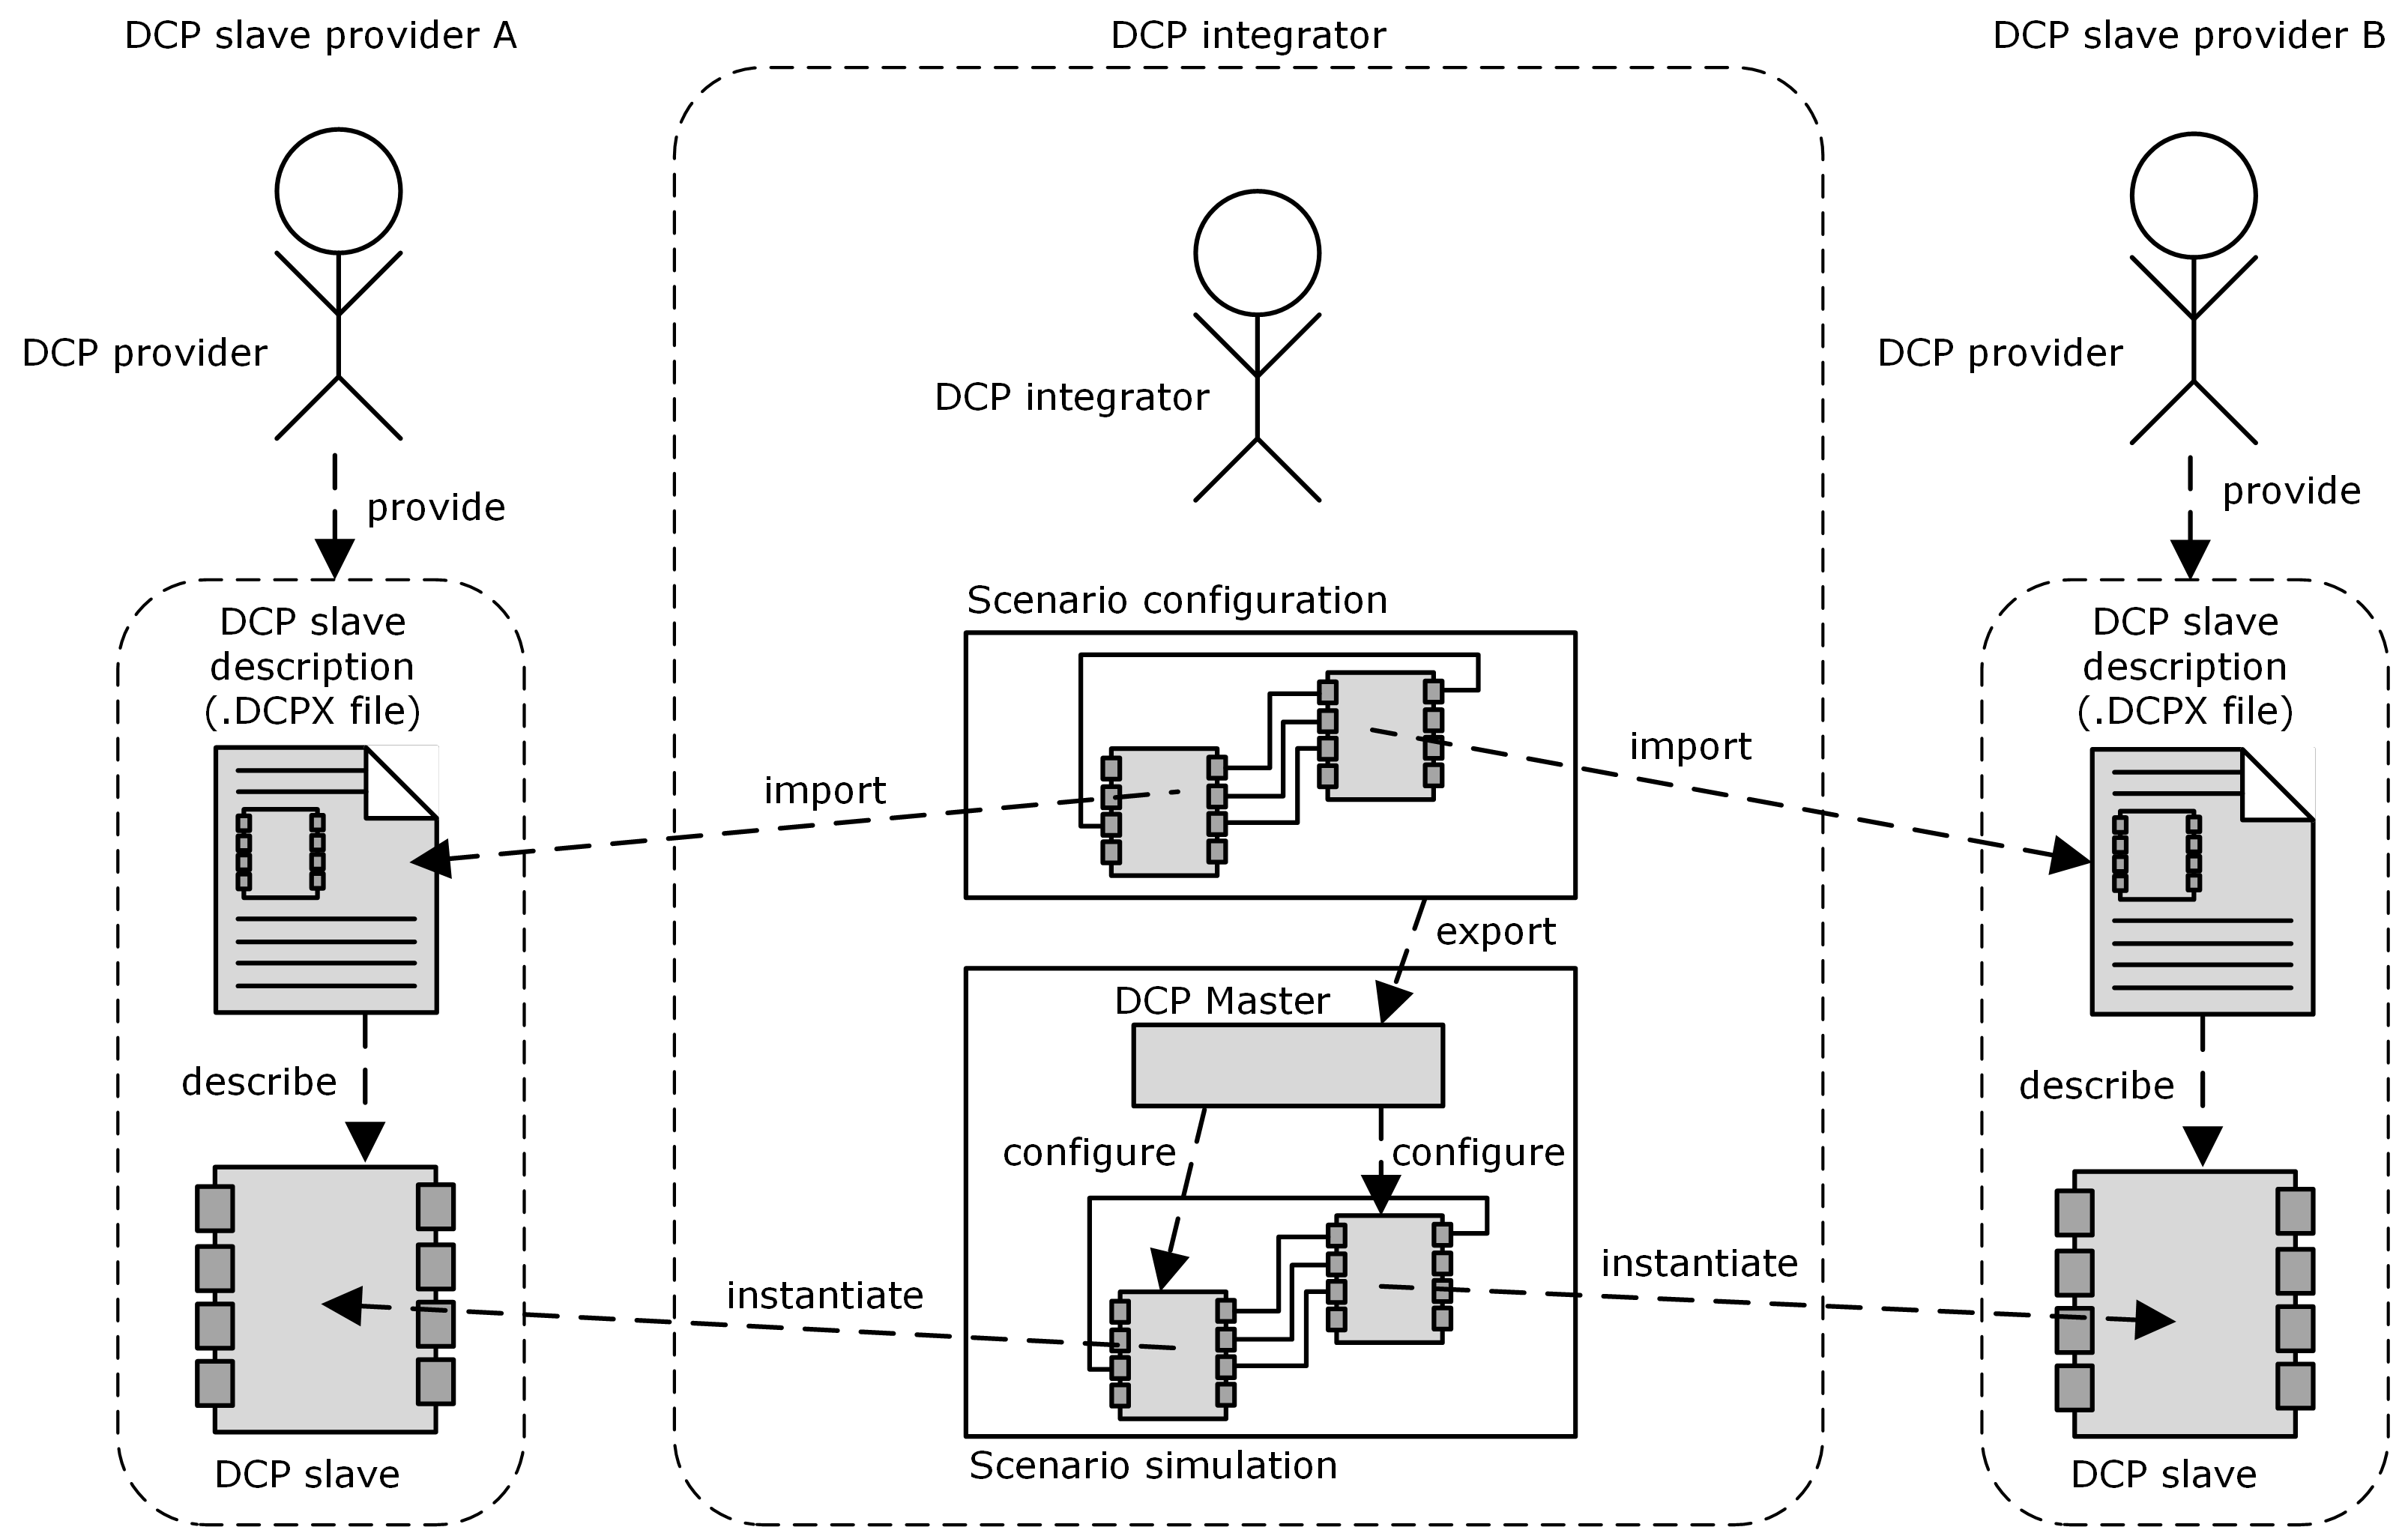 DCP slave provider A
DCP integrator
DCP slave provider B
DCP provider
DCP integrator
DCP provider
provide
provide
DCP slave
description
(.DCPX file)
Scenario configuration
DCP slave
description
(.DCPX file)
import
import
export
DCP Master
describe
configure
configure
describe
instantiate
instantiate
DCP slave
Scenario simulation
DCP slave